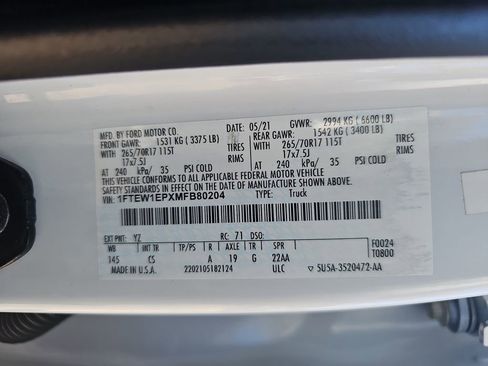 MFD. BY FORD MOTOR CO.
DATE: 05/21 GVWR: 2994 KG ( 6600 LB)
FRONT GAWR: 1531 KG ( 3375 LB) REAR GAWR: 1542 KG ( 3400 LB)
WITH 265/70R17 115T TIRES WITH 265/70R17 115T TIRES
17x7.5J RIMS 17x7.5J RIMS
AT 240 kPa/ 35 PSI COLD AT 240 kPa/ 35 PSI COLD
THIS VEHICLE CONFORMS TO ALL APPLICABLE FEDERAL MOTOR VEHICLE
SAFETY STANDARDS IN EFFECT ON THE DATE OF MANUFACTURE SHOWN ABOVE.
VIN: 1FTEW1EPXMFB80204 TYPE: Truck
EXT PNT: YZ RC: 71 DSO: F0024
WB INT TR TP/PS R AXLE TR SPR T0800
145 CS A 19 G 22AA
MADE IN U.S.A. 2202105182124 ULC ▽ 5U5A-3520472-AA